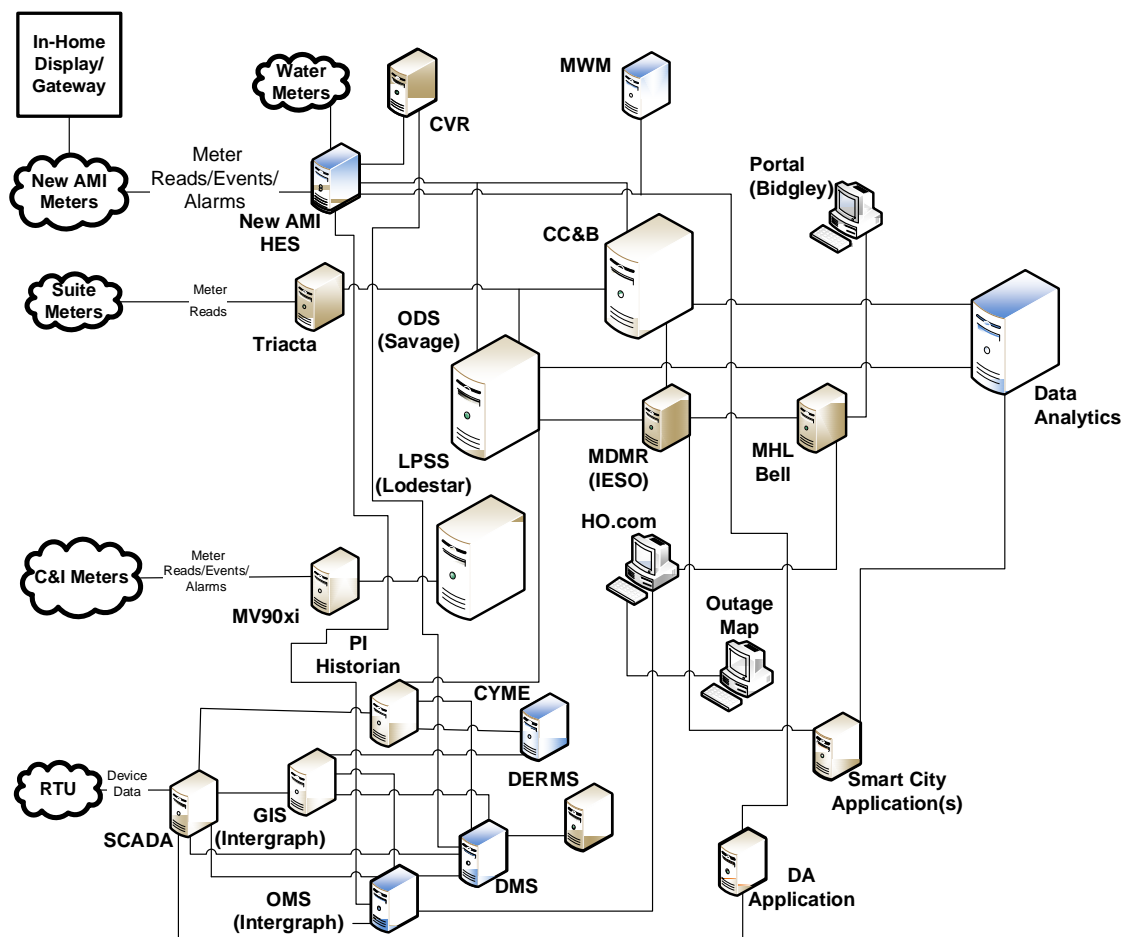 In-Home
Display/
Gateway
Water
Meters
CVR
MWM
New AMI
Meters
Meter
Reads/Events/
Alarms
New AMI
HES
Portal
(Bidgley)
CC&B
Suite
Meters
Meter
Reads
Triacta
ODS
(Savage)
Data
Analytics
LPSS
(Lodestar)
MDMR
(IESO)
MHL
Bell
HO.com
C&I Meters
Meter
Reads/Events/
Alarms
MV90xi
Outage
Map
PI
Historian
CYME
RTU
Device
Data
SCADA
GIS
(Intergraph)
DERMS
Smart City
Application(s)
DMS
OMS
(Intergraph)
DA
Application